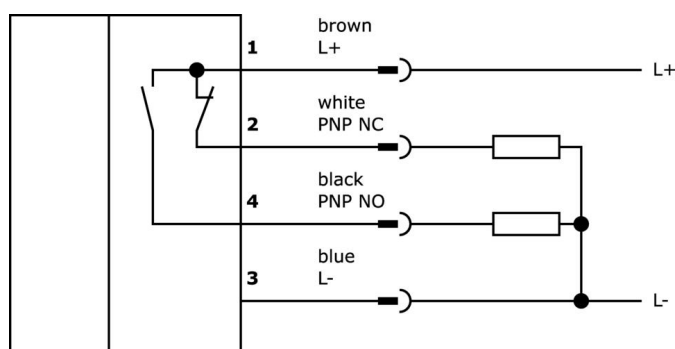 brown
1 L+
L+
white
2 PNP NC
black
4 PNP NO
blue
3 L-
L-